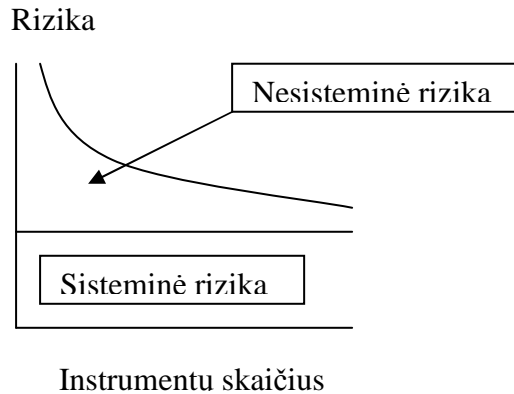 Rizika
Nesisteminė rizika
Sisteminė rizika
Instrumentu skaičius